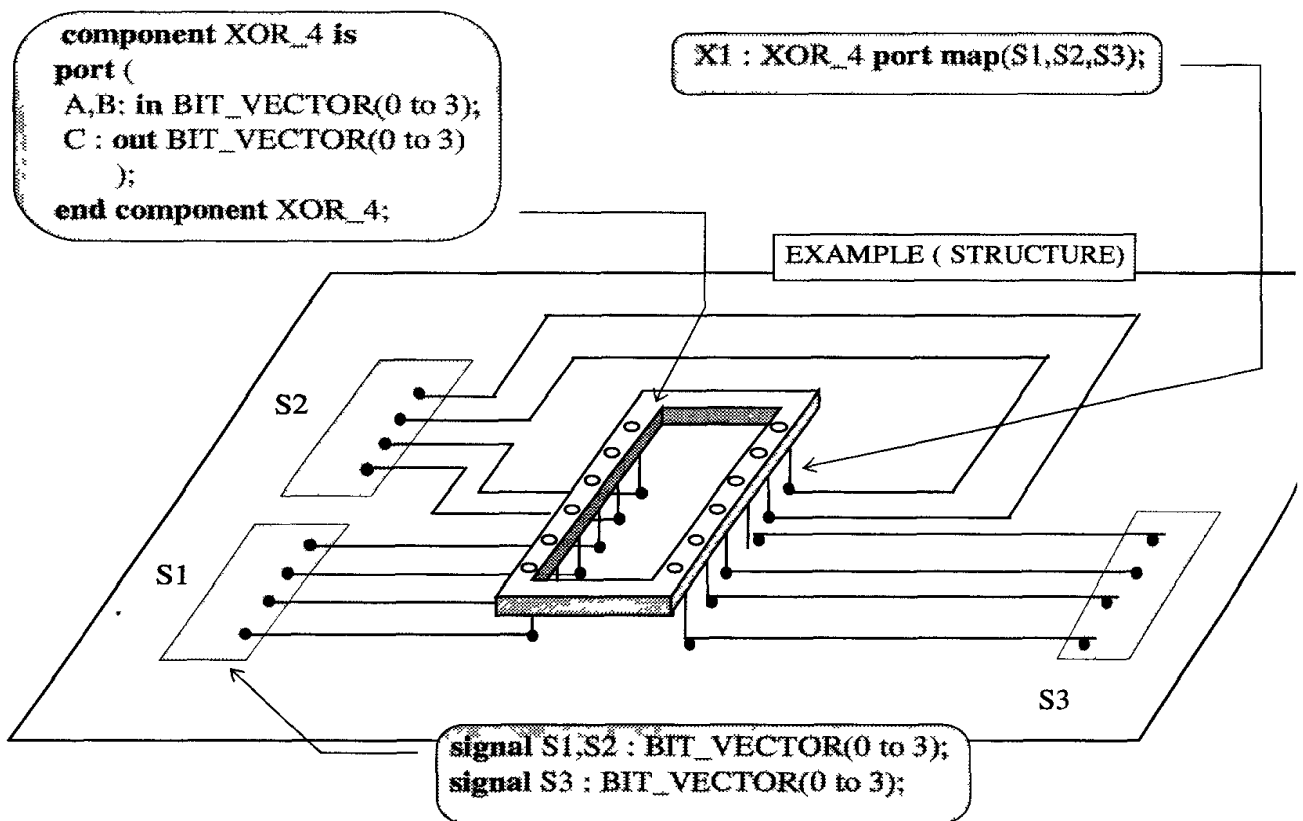 component XOR_4 is
port (
A,B: in BIT_VECTOR(0 to 3);
C : out BIT_VECTOR(0 to 3)
);
end component XOR_4;
X1 : XOR_4 port map(S1,S2,S3);
EXAMPLE ( STRUCTURE)
S2
S1
S3
signal S1,S2 : BIT_VECTOR(0 to 3);
signal S3 : BIT_VECTOR(0 to 3);